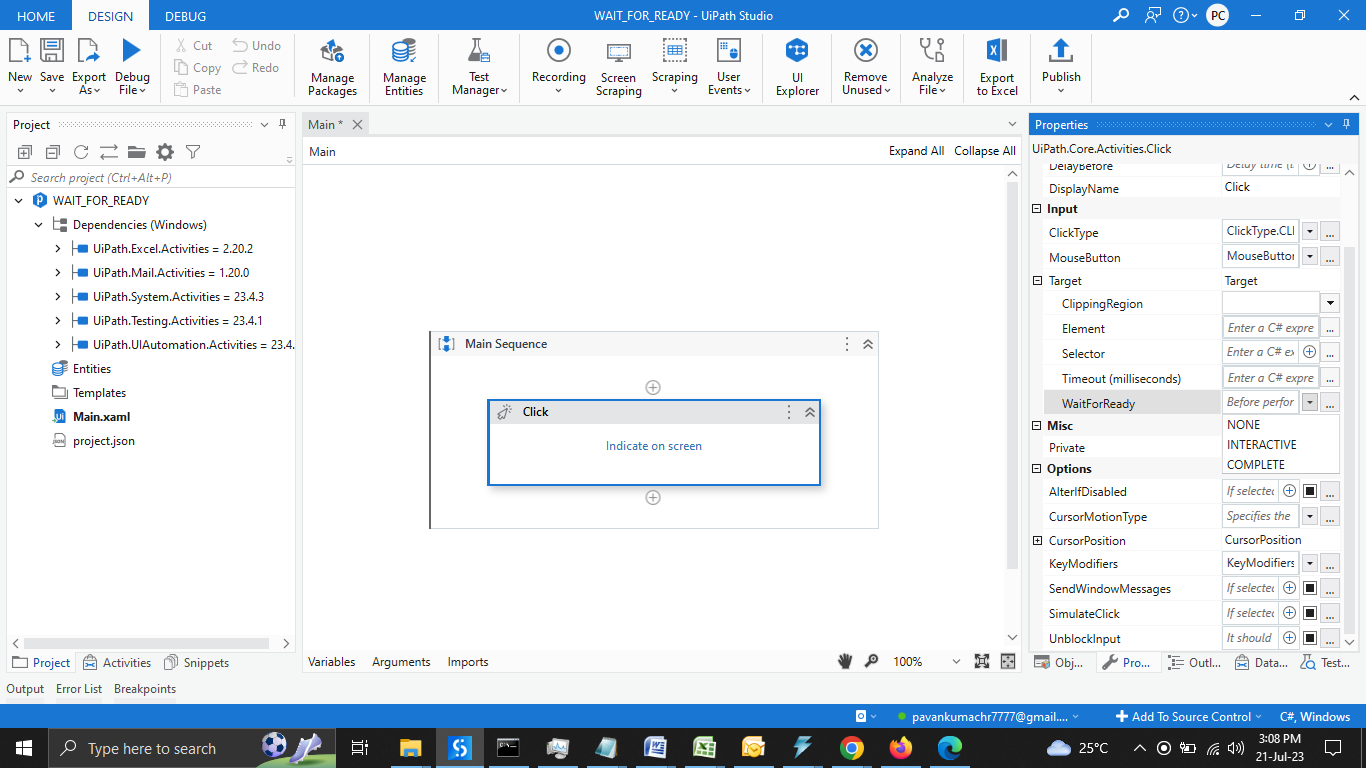 HOME DESIGN DEBUG
WAIT_FOR_READY - UiPath Studio
PC
New
Save
Export As
Debug File
Cut
Copy
Paste
Undo
Redo
Manage Packages
Manage Entities
Test Manager
Recording
Screen Scraping
Scraping
User Events
UI Explorer
Remove Unused
Analyze File
Export to Excel
Publish
Project
Search project (Ctrl+Alt+P)
WAIT_FOR_READY
Dependencies (Windows)
UiPath.Excel.Activities = 2.20.2
UiPath.Mail.Activities = 1.20.0
UiPath.System.Activities = 23.4.3
UiPath.Testing.Activities = 23.4.1
UiPath.UIAutomation.Activities = 23.4.
Entities
Templates
Main.xaml
project.json
Project Activities Snippets
Main *
Main
Expand All Collapse All
Main Sequence
Click
Indicate on screen
Variables Arguments Imports
100%
Properties
UiPath.Core.Activities.Click
DelayBefore Delay time (i ...
DisplayName Click
Input
ClickType ClickType.CLI ...
MouseButton MouseButton ...
Target Target
ClippingRegion
Element Enter a C# expre ...
Selector Enter a C# ex ...
Timeout (milliseconds) Enter a C# expre ...
WaitForReady Before perfor ...
NONE
INTERACTIVE
COMPLETE
Misc
Private
Options
AlterIfDisabled If selected ...
CursorMotionType Specifies the ...
CursorPosition CursorPosition
KeyModifiers KeyModifiers ...
SendWindowMessages If selected ...
SimulateClick If selected ...
UnblockInput It should ...
Obj... Pro... Outl... Data... Test...
Output Error List Breakpoints
pavankumachr7777@gmail.... Add To Source Control C#, Windows
Type here to search
25°C
3:08 PM
21-Jul-23